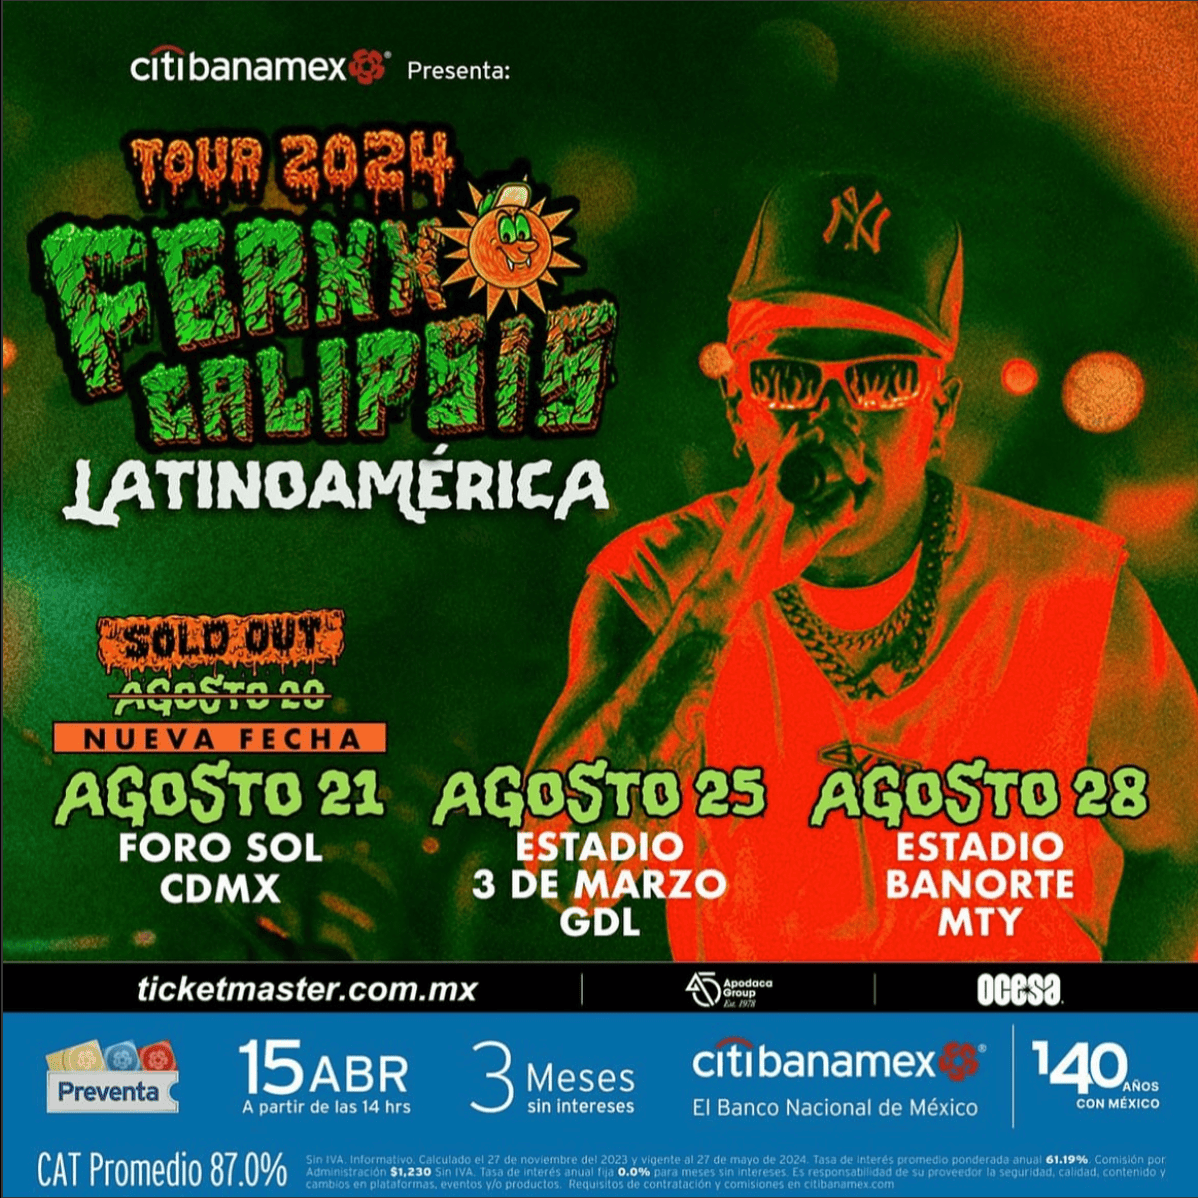 citibanamex® Presenta:
TOUR 2024
FERXXO
CALIPSIS
LATINOAMÉRICA
SOLD OUT
AGOSTO 20
NUEVA FECHA
AGOSTO 21
FORO SOL
CDMX
AGOSTO 25
ESTADIO
3 DE MARZO
GDL
AGOSTO 28
ESTADIO
BANORTE
MTY
NY
ticketmaster.com.mx
45 Apodaca
Group
Est. 1978
OCESA
Preventa
15 ABR
A partir de las 14 hrs
3 Meses
sin intereses
citibanamex®
El Banco Nacional de México
140 AÑOS
CON MÉXICO
CAT Promedio 87.0%
Sin IVA. Informativo. Calculado el 27 de noviembre del 2023 y vigente al 27 de mayo de 2024. Tasa de interés promedio ponderada anual 61.19%. Comisión por
Administración $1,230 Sin IVA. Tasa de interés anual fija 0.0% para meses sin intereses. Es responsabilidad de su proveedor la seguridad, calidad, contenido y
cambios en plataformas, eventos y/o productos. Requisitos de contratación y comisiones en citibanamex.com